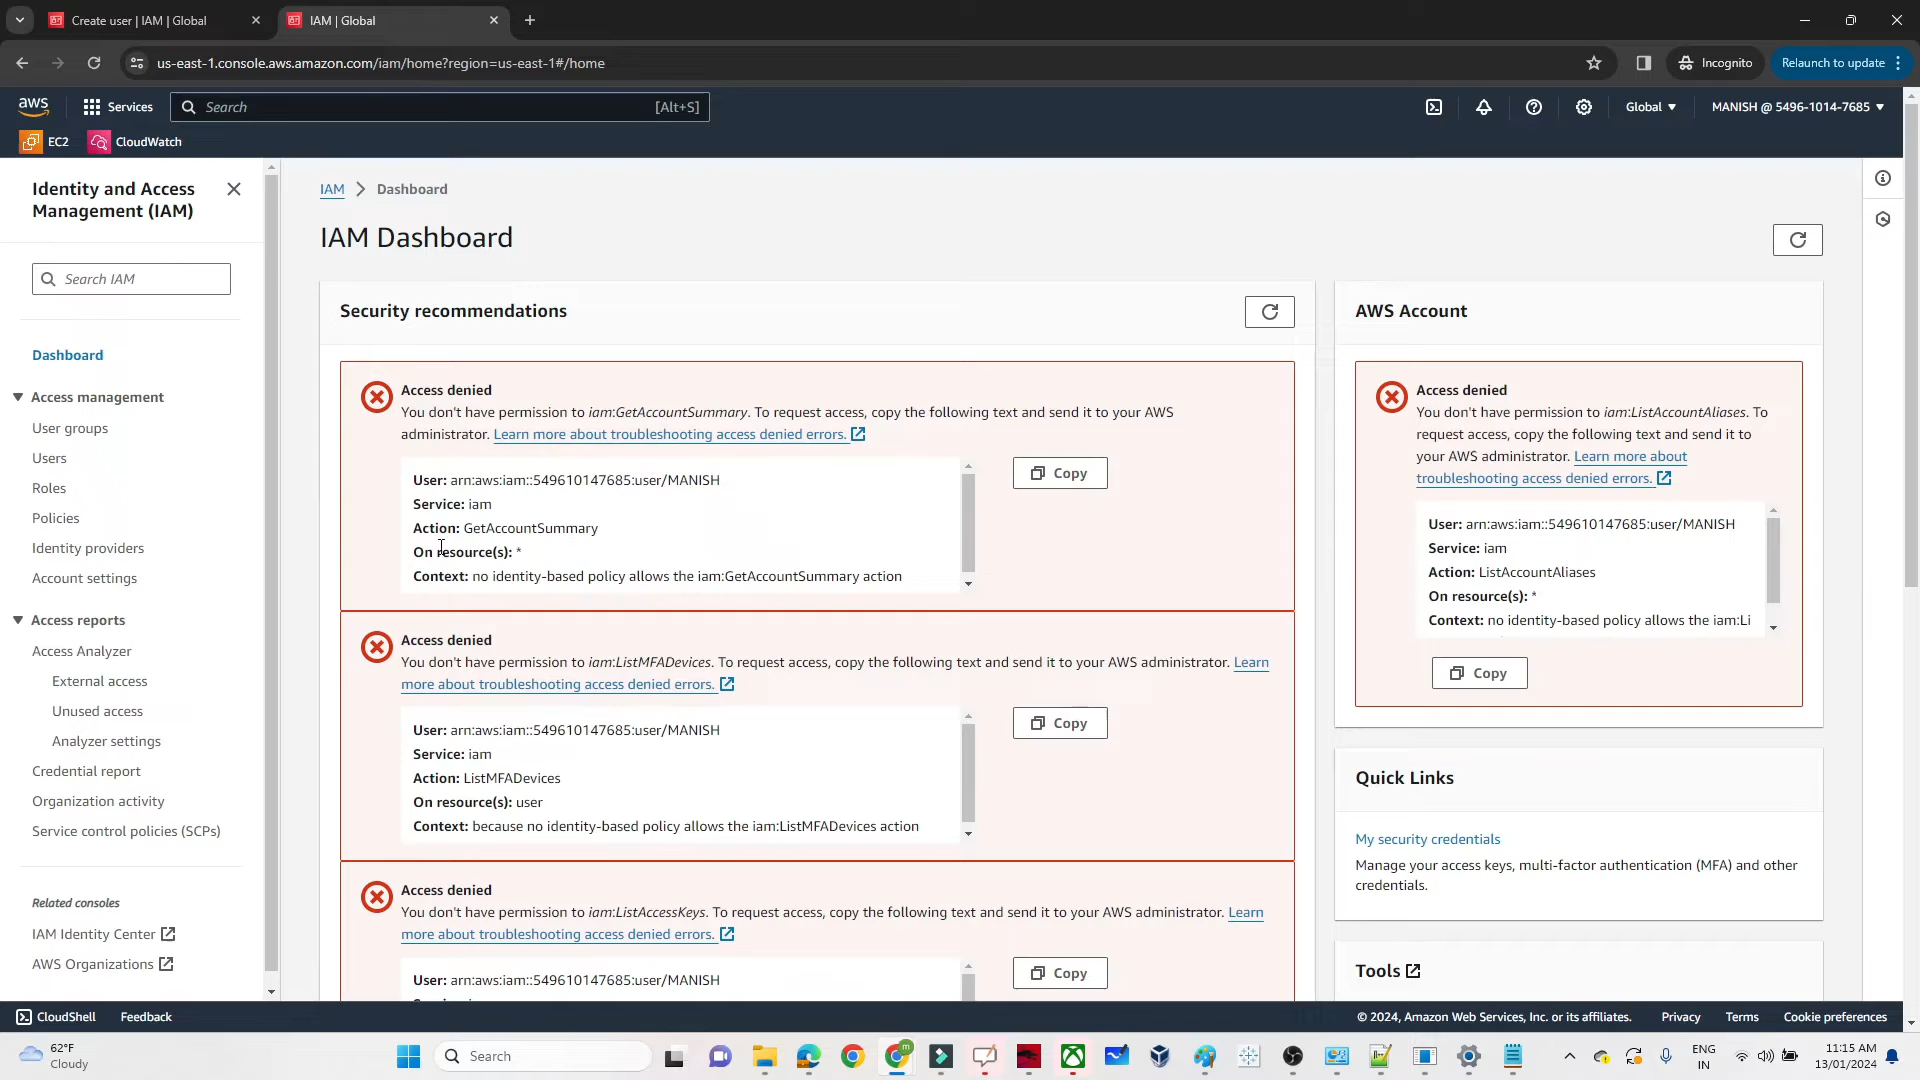 Create user | IAM | Global
IAM | Global
us-east-1.console.aws.amazon.com/iam/home?region=us-east-1#/home
Incognito
Relaunch to update
aws
Services
Search
[Alt+S]
Global
MANISH @ 5496-1014-7685
EC2
CloudWatch
Identity and Access
Management (IAM)
Search IAM
Dashboard
Access management
User groups
Users
Roles
Policies
Identity providers
Account settings
Access reports
Access Analyzer
External access
Unused access
Analyzer settings
Credential report
Organization activity
Service control policies (SCPs)
Related consoles
IAM Identity Center
AWS Organizations
IAM > Dashboard
IAM Dashboard
Security recommendations
Access denied
You don't have permission to iam:GetAccountSummary. To request access, copy the following text and send it to your AWS
administrator. Learn more about troubleshooting access denied errors.
User: arn:aws:iam::549610147685:user/MANISH
Service: iam
Action: GetAccountSummary
On resource(s): *
Context: no identity-based policy allows the iam:GetAccountSummary action
Copy
Access denied
You don't have permission to iam:ListMFADevices. To request access, copy the following text and send it to your AWS administrator. Learn
more about troubleshooting access denied errors.
User: arn:aws:iam::549610147685:user/MANISH
Service: iam
Action: ListMFADevices
On resource(s): user
Context: because no identity-based policy allows the iam:ListMFADevices action
Copy
Access denied
You don't have permission to iam:ListAccessKeys. To request access, copy the following text and send it to your AWS administrator. Learn
more about troubleshooting access denied errors.
User: arn:aws:iam::549610147685:user/MANISH
Copy
AWS Account
Access denied
You don't have permission to iam:ListAccountAliases. To
request access, copy the following text and send it to
your AWS administrator. Learn more about
troubleshooting access denied errors.
User: arn:aws:iam::549610147685:user/MANISH
Service: iam
Action: ListAccountAliases
On resource(s): *
Context: no identity-based policy allows the iam:Li
Copy
Quick Links
My security credentials
Manage your access keys, multi-factor authentication (MFA) and other
credentials.
Tools
CloudShell
Feedback
© 2024, Amazon Web Services, Inc. or its affiliates.
Privacy
Terms
Cookie preferences
62°F
Cloudy
Search
ENG
IN
11:15 AM
13/01/2024